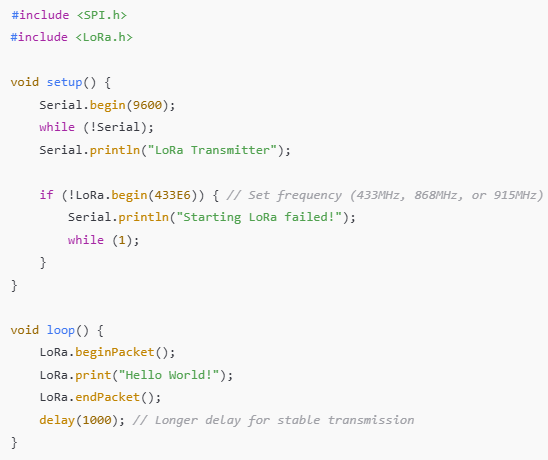 #include <SPI.h>
#include <LoRa.h>

void setup() {
    Serial.begin(9600);
    while (!Serial);
    Serial.println("LoRa Transmitter");

    if (!LoRa.begin(433E6)) { // Set frequency (433MHz, 868MHz, or 915MHz)
        Serial.println("Starting LoRa failed!");
        while (1);
    }
}

void loop() {
    LoRa.beginPacket();
    LoRa.print("Hello World!");
    LoRa.endPacket();
    delay(1000); // Longer delay for stable transmission
}